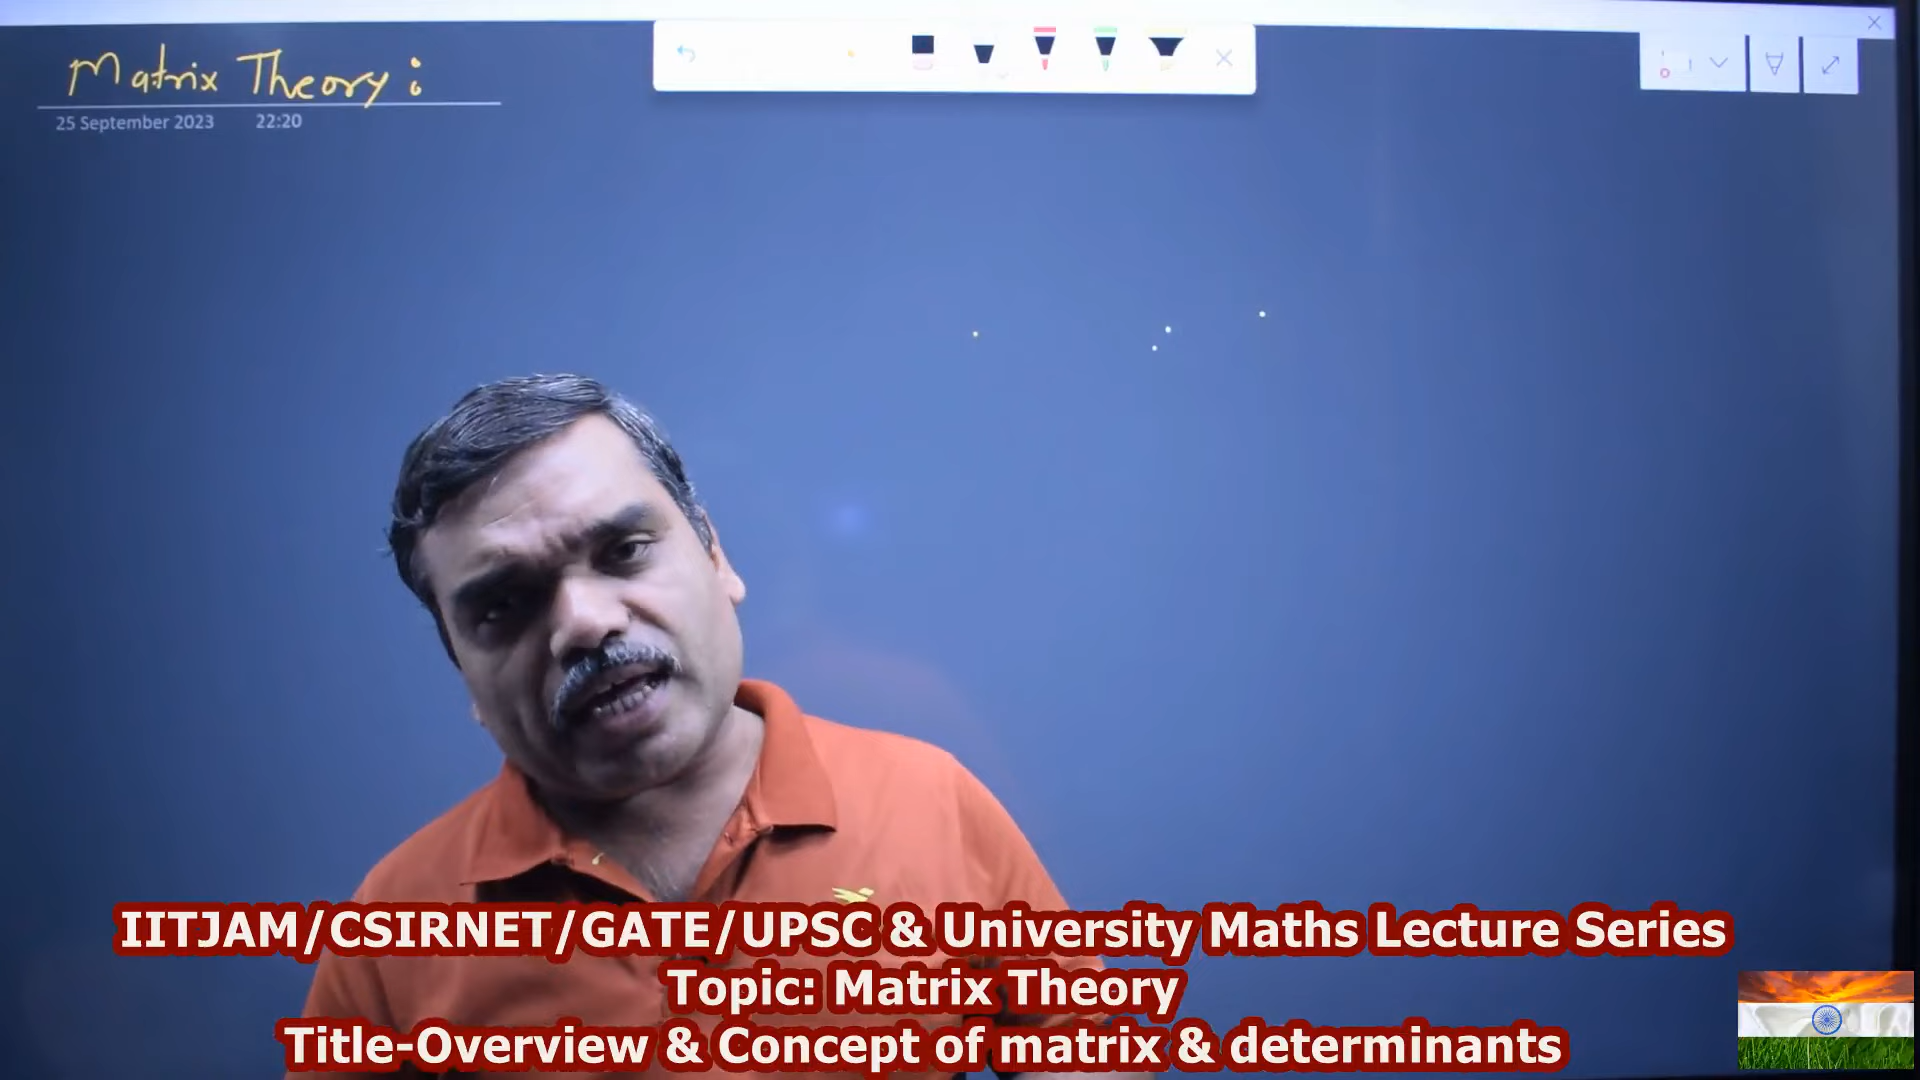 Matrix Theory :
25 September 2023 22:20
IITJAM/CSIRNET/GATE/UPSC & University Maths Lecture Series
Topic: Matrix Theory
Title-Overview & Concept of matrix & determinants